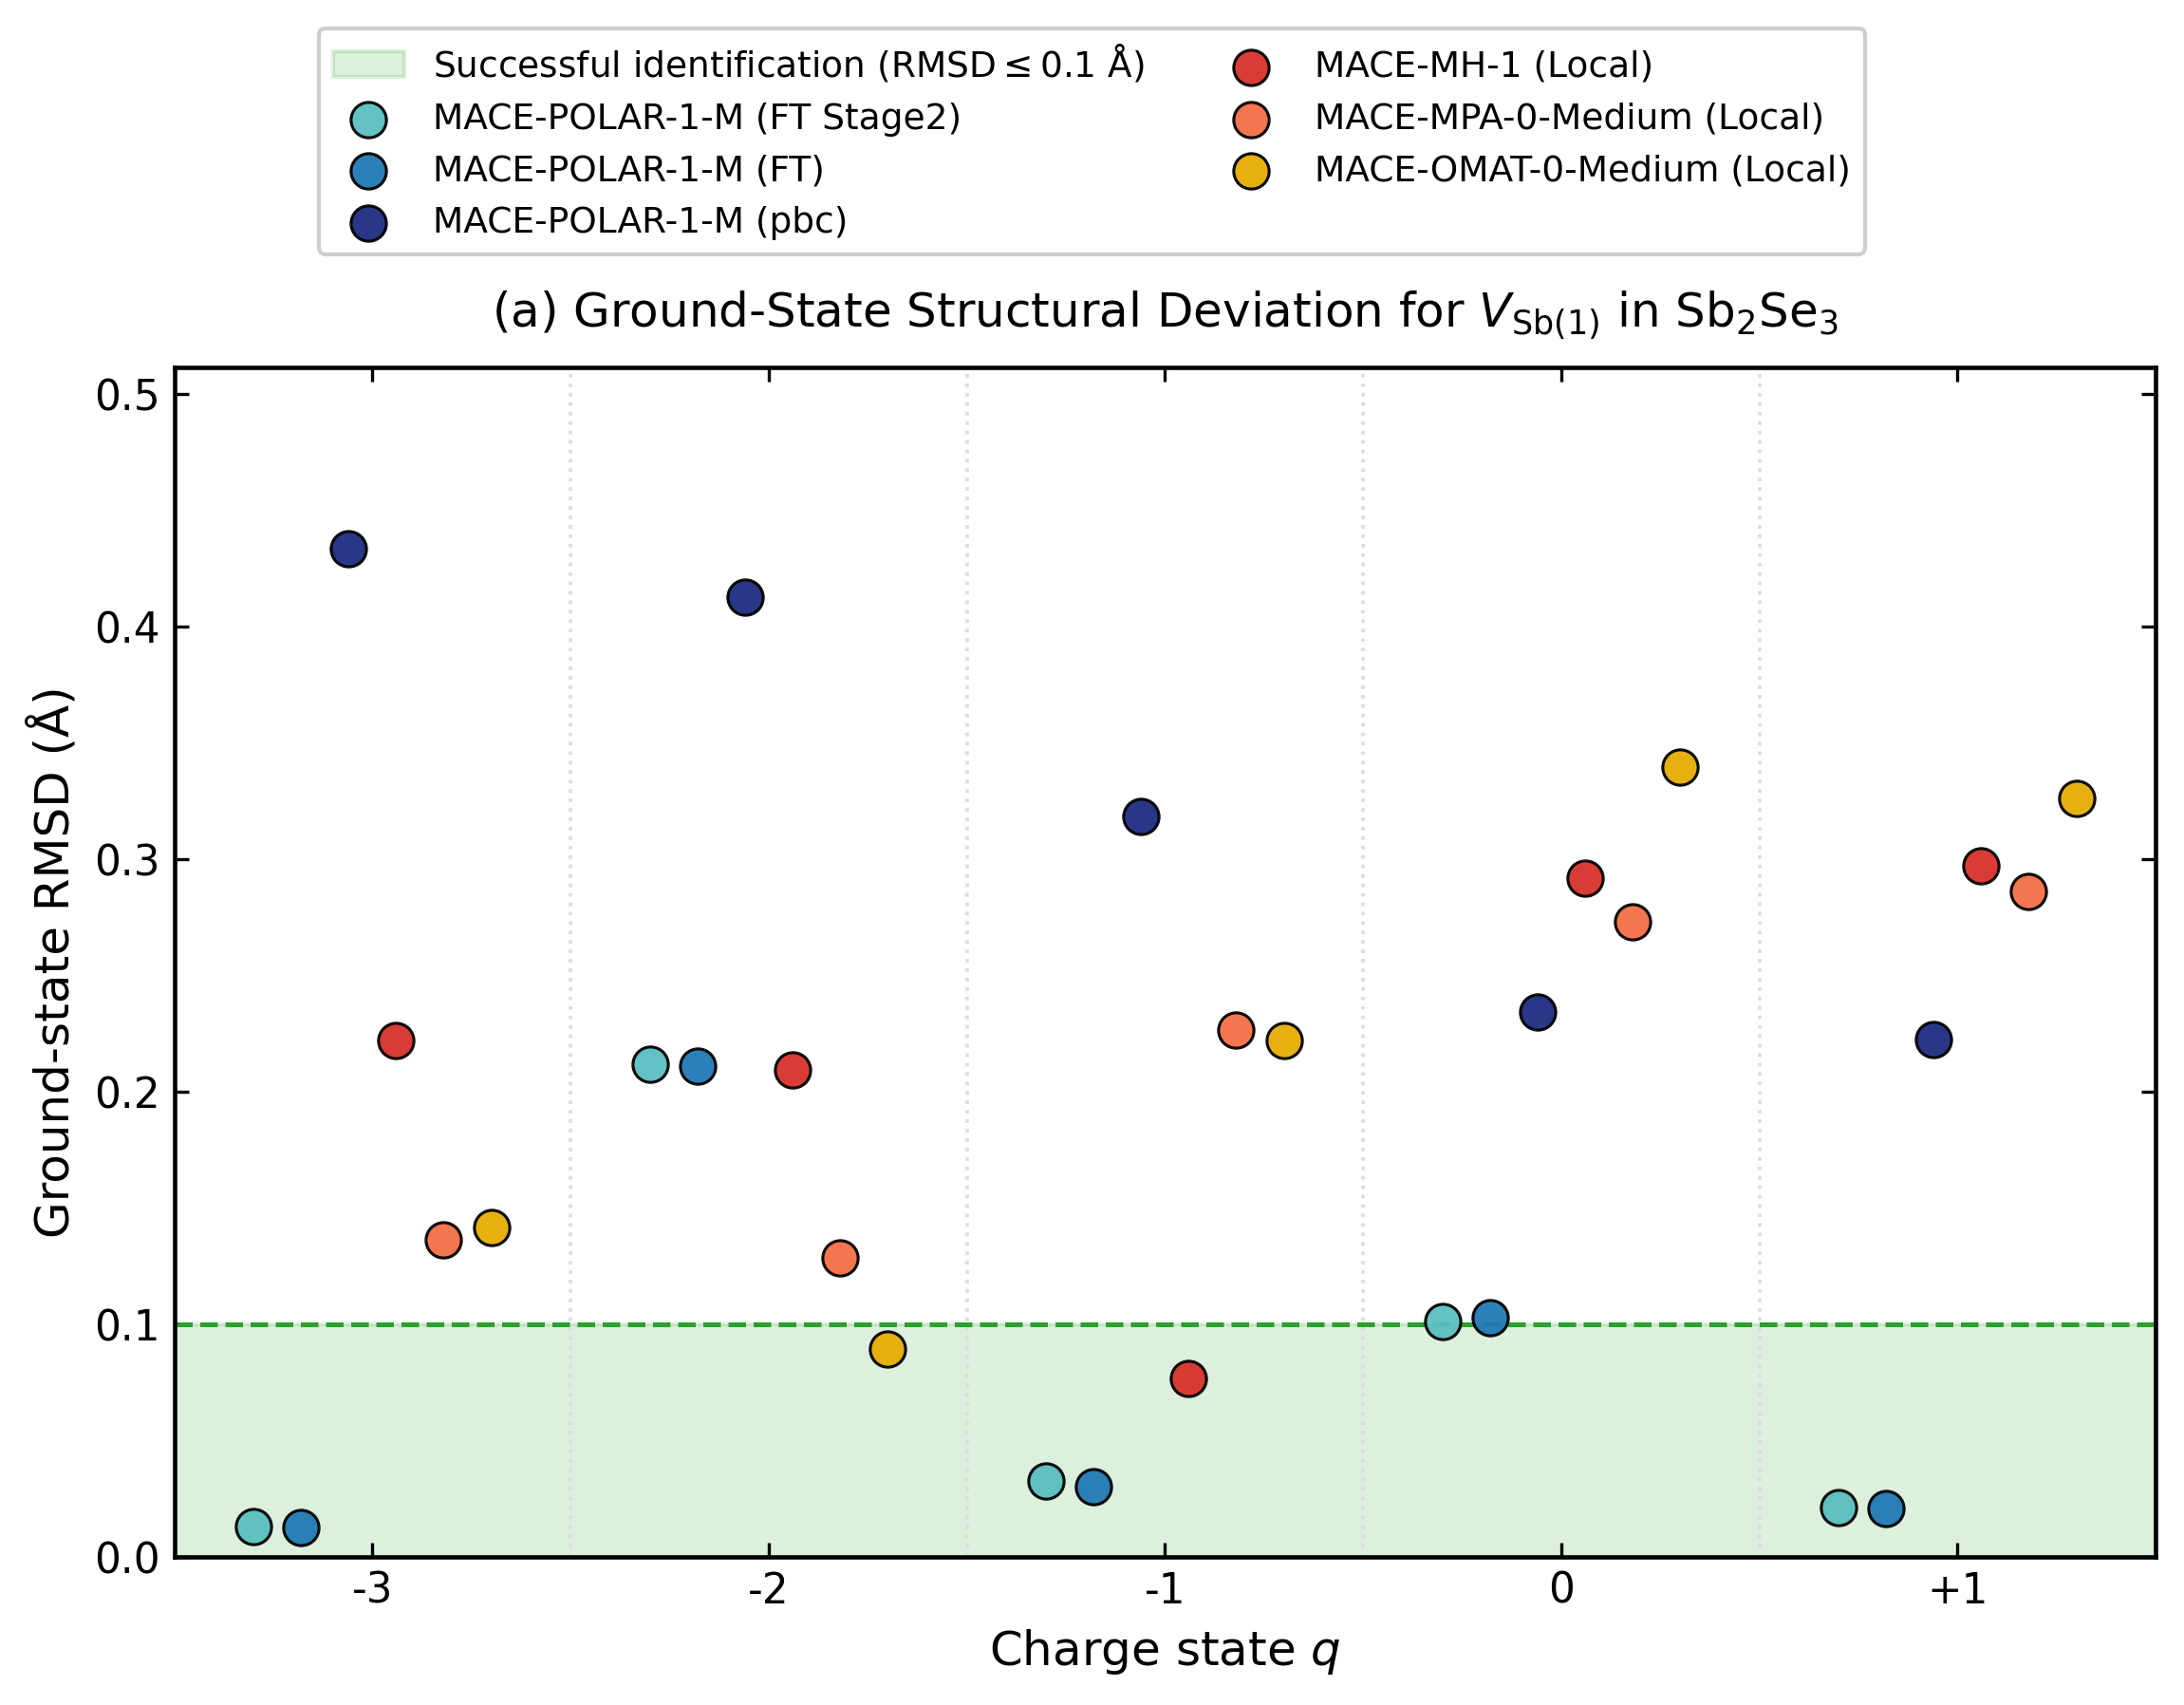 Successful identification (RMSD ≤ 0.1 Å)
MACE-POLAR-1-M (FT Stage2)
MACE-POLAR-1-M (FT)
MACE-POLAR-1-M (pbc)
MACE-MH-1 (Local)
MACE-MPA-0-Medium (Local)
MACE-OMAT-0-Medium (Local)
(a) Ground-State Structural Deviation for V_Sb(1) in Sb₂Se₃
Ground-state RMSD (Å)
0.5
0.4
0.3
0.2
0.1
0.0
-3 -2 -1 0 +1
Charge state q